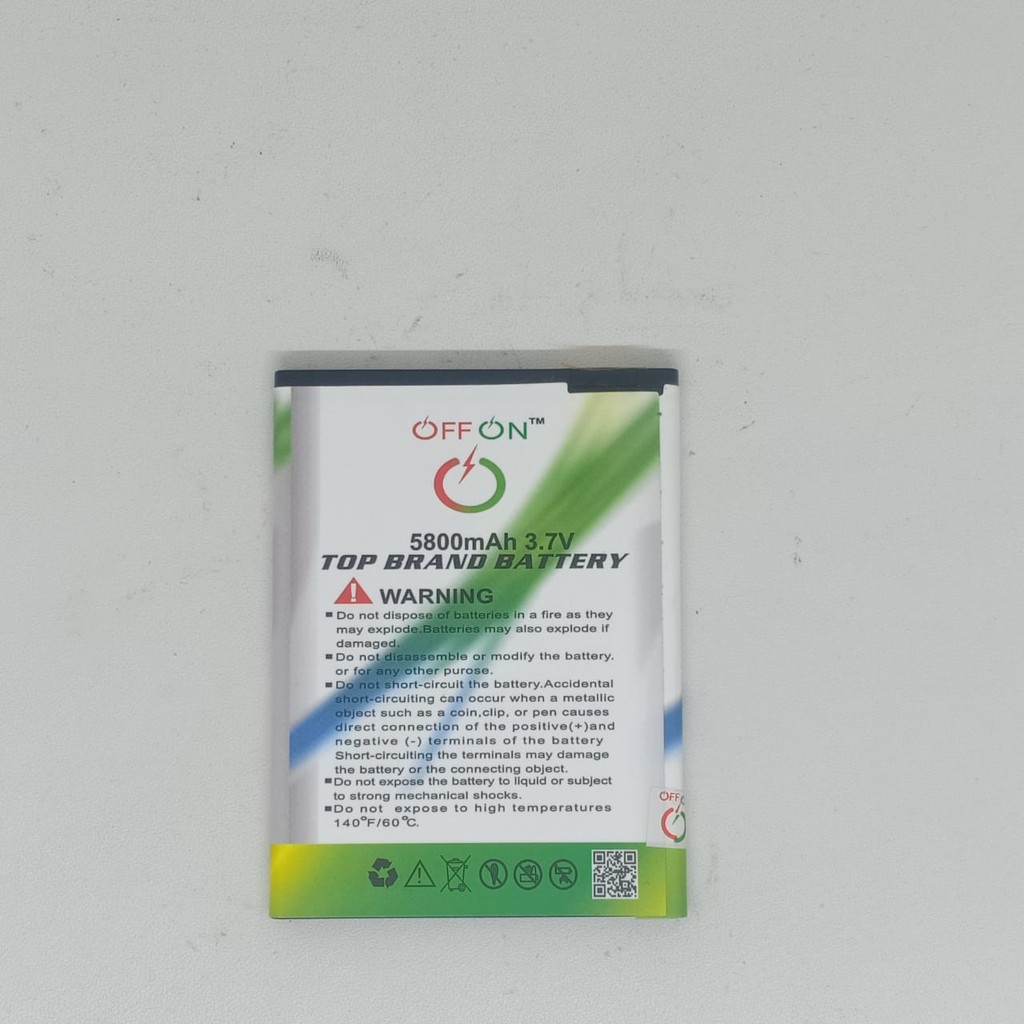 OFF ON™
5800mAh 3.7V
TOP BRAND BATTERY
WARNING
Do not dispose of batteries in a fire as they
may explode.Batteries may also explode if
damaged.
Do not disassemble or modify the battery.
or for any other purose.
Do not short-circuit the battery.Accidental
short-circuiting can occur when a metallic
object such as a coin,clip, or pen causes
direct connection of the positive(+)and
negative (-) terminals of the battery
Short-circuiting the terminals may damage
the battery or the connecting object.
Do not expose the battery to liquid or subject
to strong mechanical shocks.
Do not expose to high temperatures
140°F/60°C.
OFF